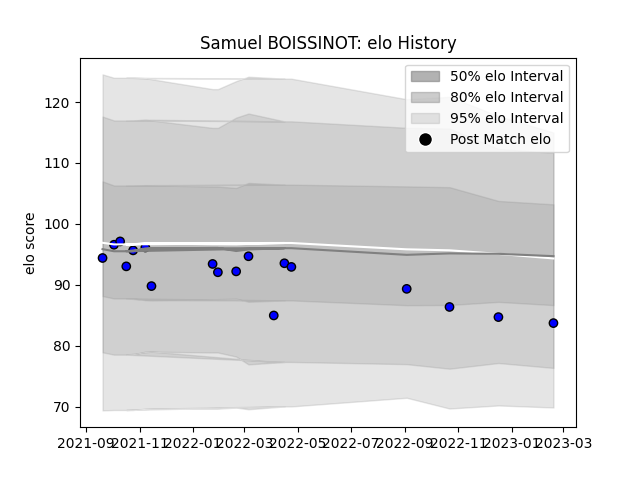 Samuel BOISSINOT: elo History
50% elo Interval
80% elo Interval
95% elo Interval
Post Match elo
elo score
120
110
100
90
80
70
2021-09 2021-11 2022-01 2022-03 2022-05 2022-07 2022-09 2022-11 2023-01 2023-03